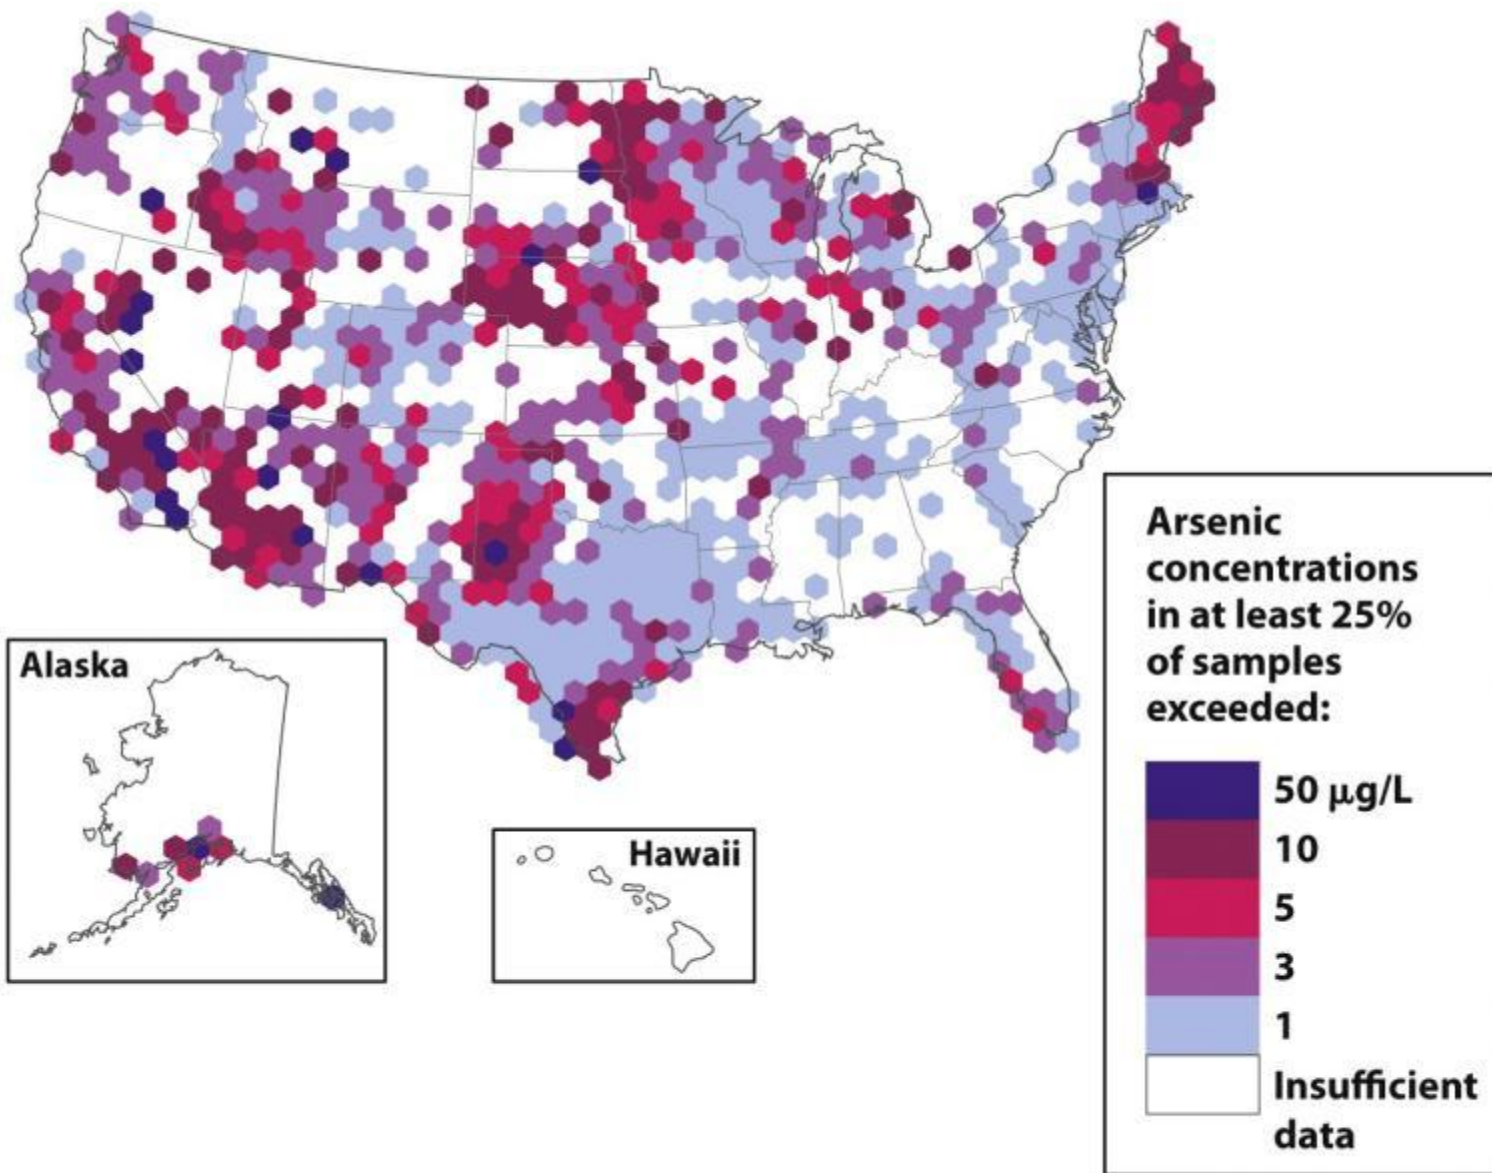 Alaska
Hawaii
Arsenic
concentrations
in at least 25%
of samples
exceeded:
50 μg/L
10
5
3
1
Insufficient
data